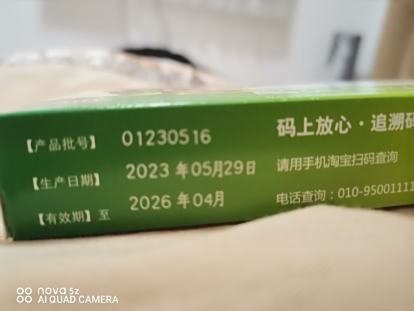 【产品批号】 01230516
【生产日期】 2023年05月29日
【有效期】至 2026年04月
码上放心·追溯码
请用手机淘宝扫码查询
电话查询：010-95001111
nova 5z
AI QUAD CAMERA